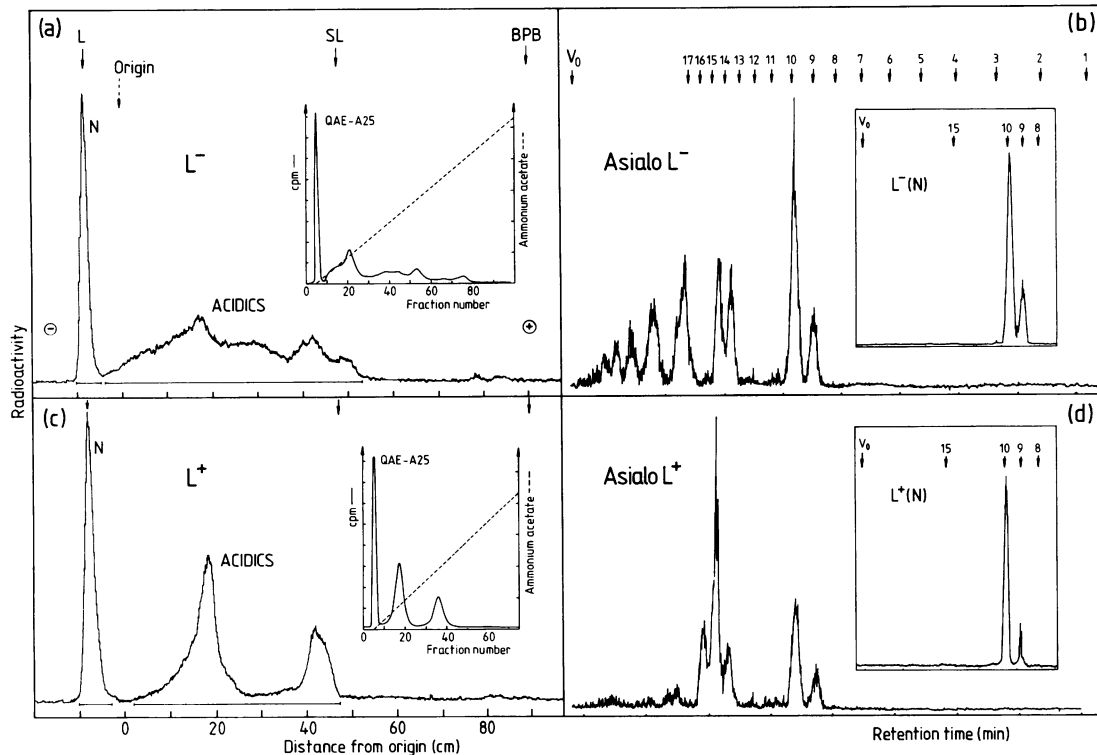 (a)
L
SL
BPB
Origin
N
L⁻
ACIDICS
⊖
⊕
QAE-A25
cpm —
Ammonium acetate ---
0 20 40 60 80
Fraction number
(b)
V₀
17 16 15 14 13 12 11 10 9 8 7 6 5 4 3 2 1
Asialo L⁻
V₀
15 10 9 8
L⁻(N)
Radioactivity
(c)
N
L⁺
ACIDICS
QAE-A25
cpm —
Ammonium acetate ---
0 20 40 60
Fraction number
0 20 40 60 80
Distance from origin (cm)
(d)
Asialo L⁺
V₀
15 10 9 8
L⁺(N)
Retention time (min)